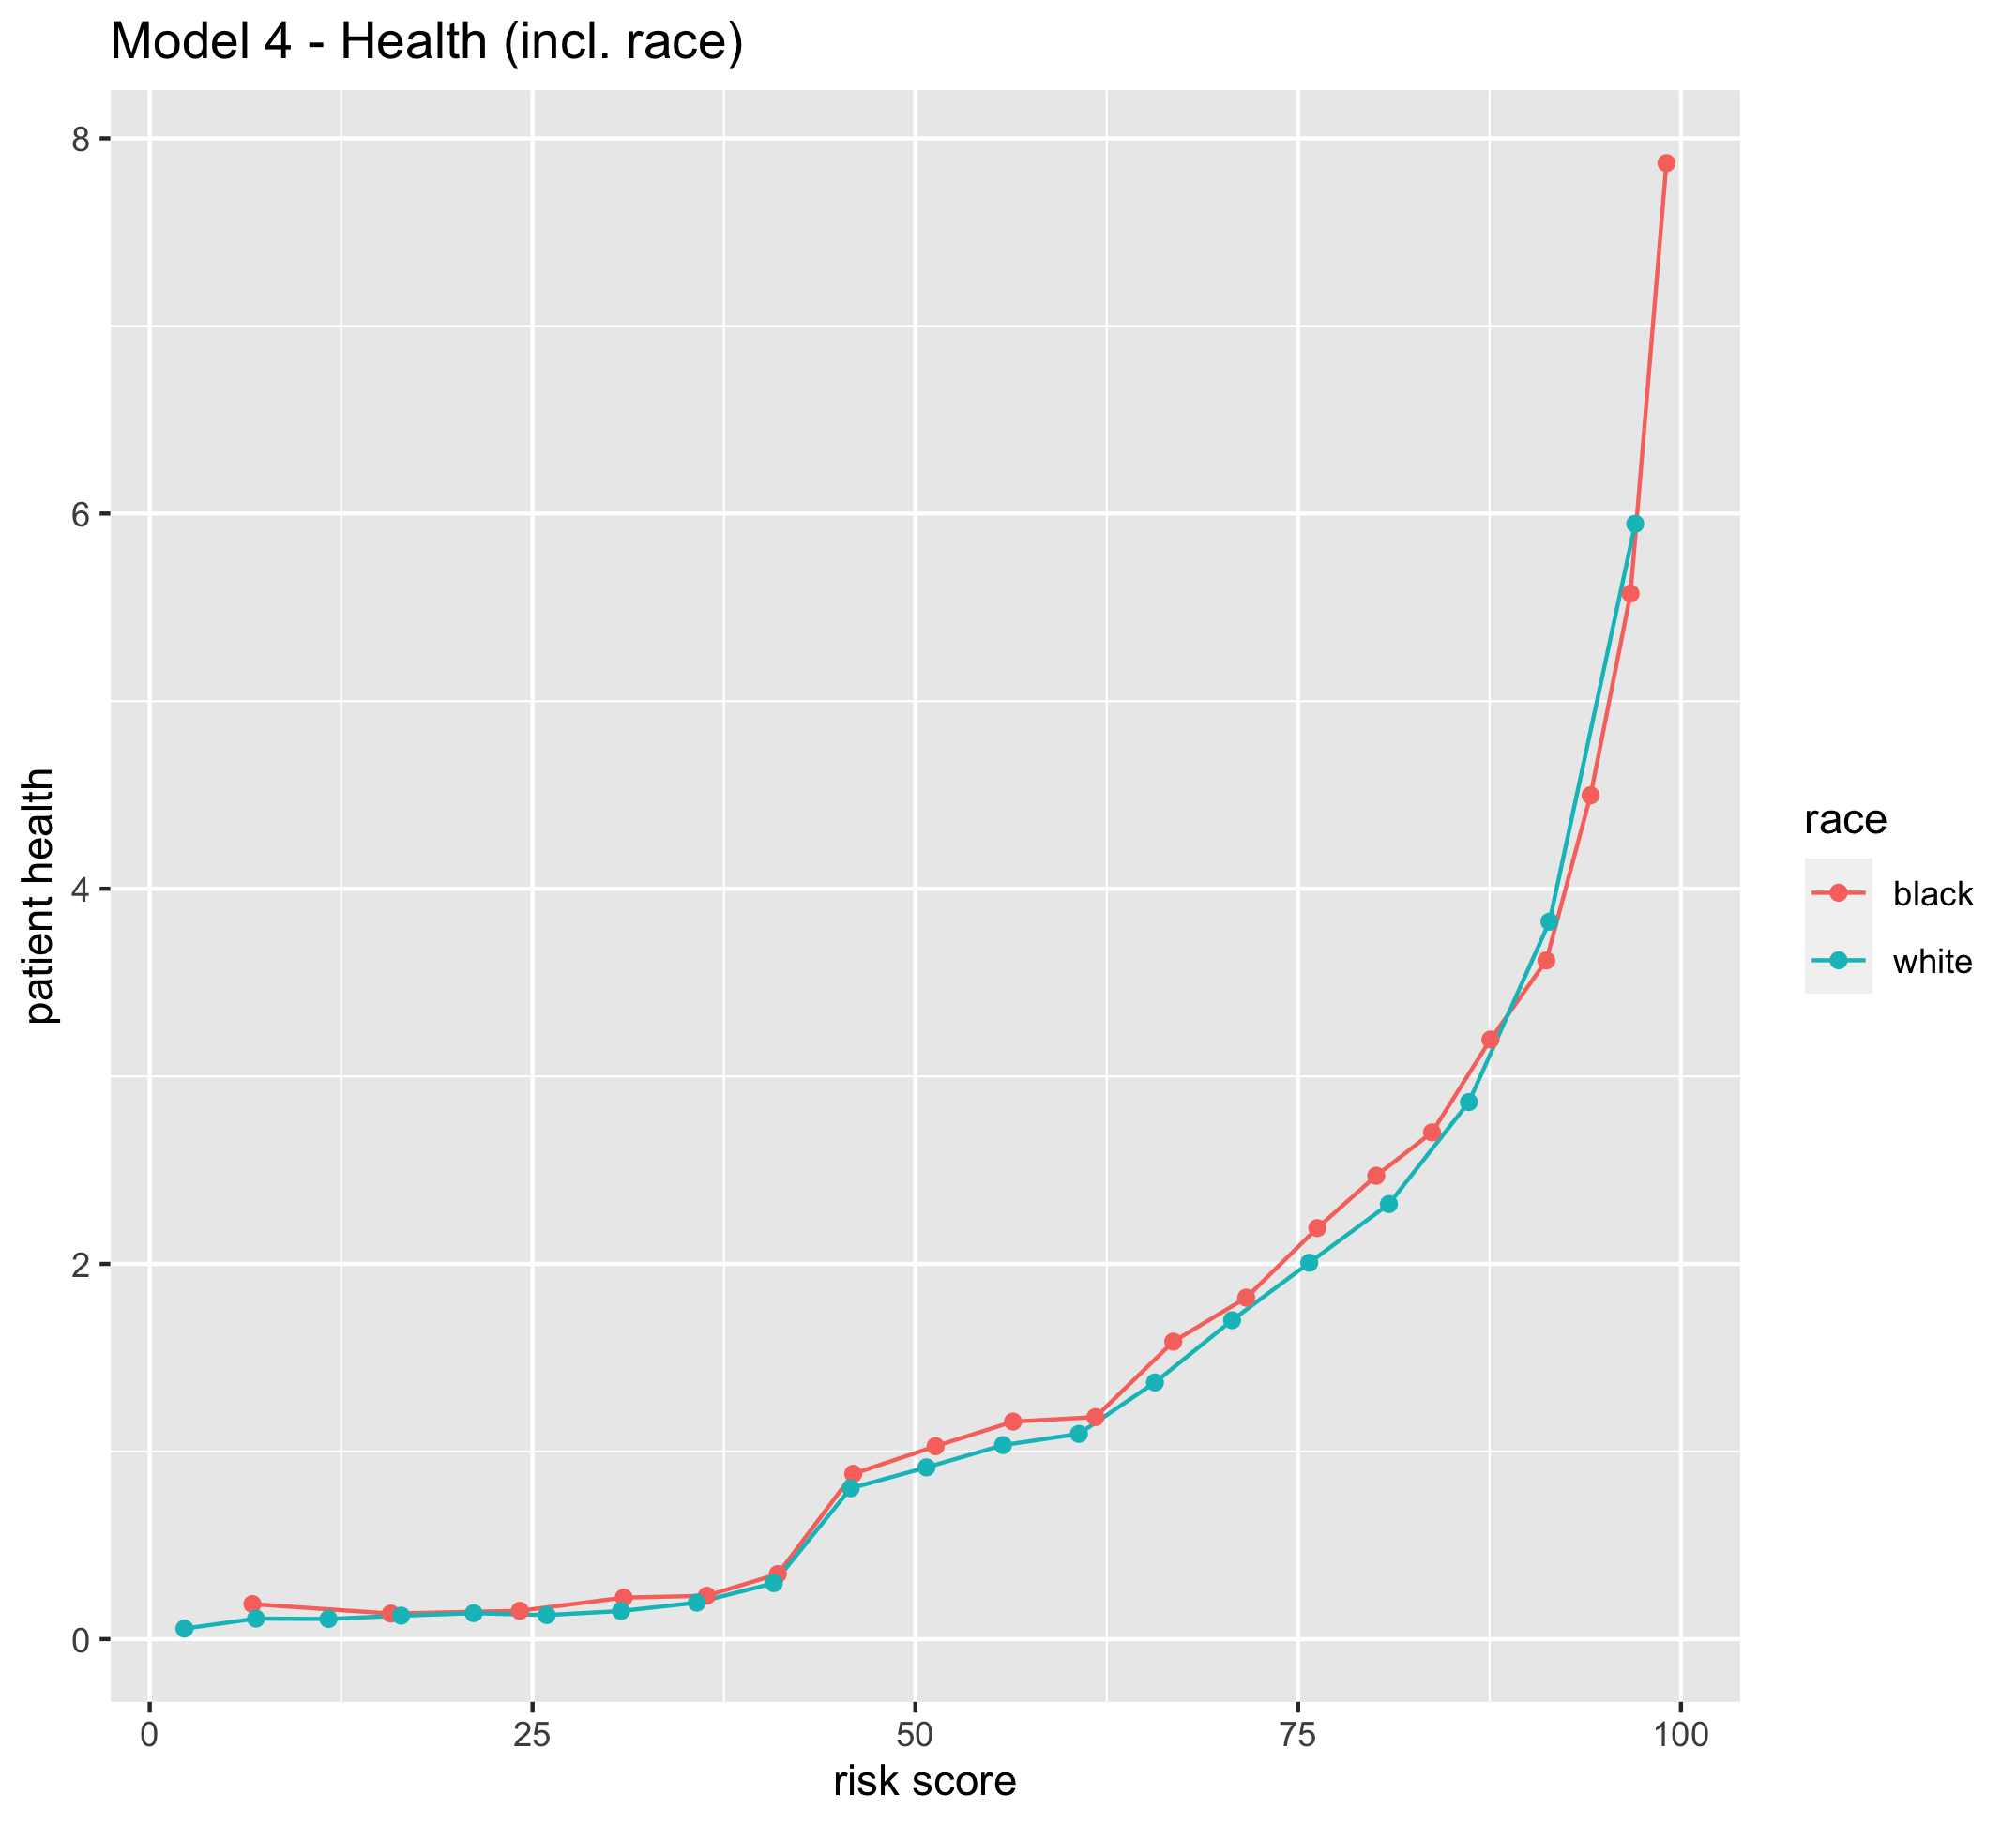 Model 4 - Health (incl. race)
8
6
4
2
0
patient health
0 25 50 75 100
risk score
race
black
white